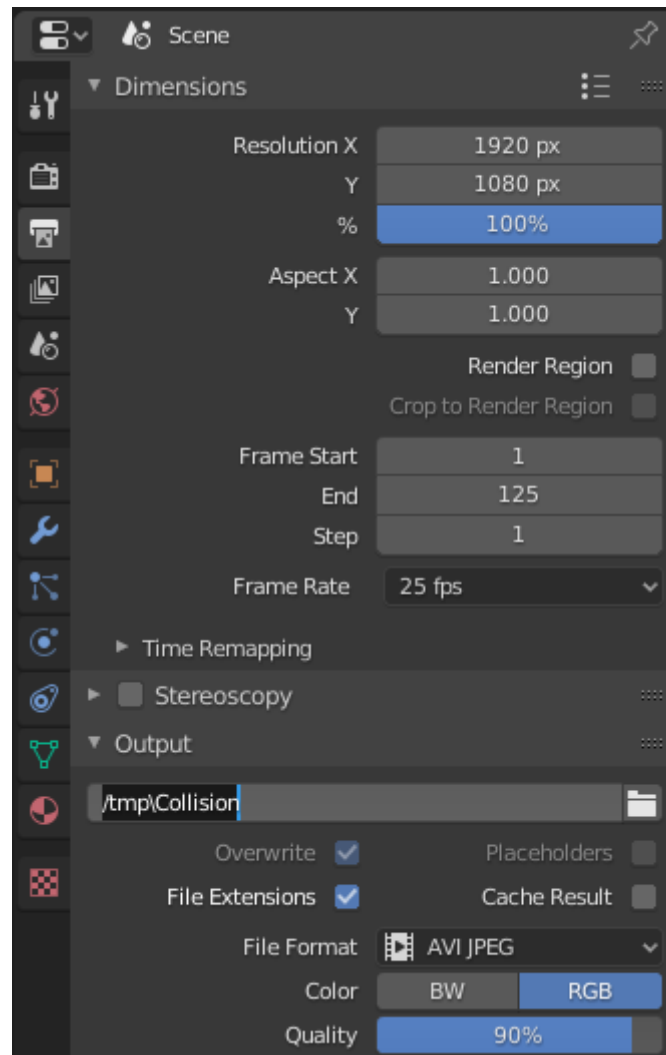 Scene
Dimensions
Resolution X 1920 px
Y 1080 px
% 100%
Aspect X 1.000
Y 1.000
Render Region
Crop to Render Region
Frame Start 1
End 125
Step 1
Frame Rate 25 fps
Time Remapping
Stereoscopy
Output
/tmp\Collision
Overwrite Placeholders
File Extensions Cache Result
File Format AVI JPEG
Color BW RGB
Quality 90%